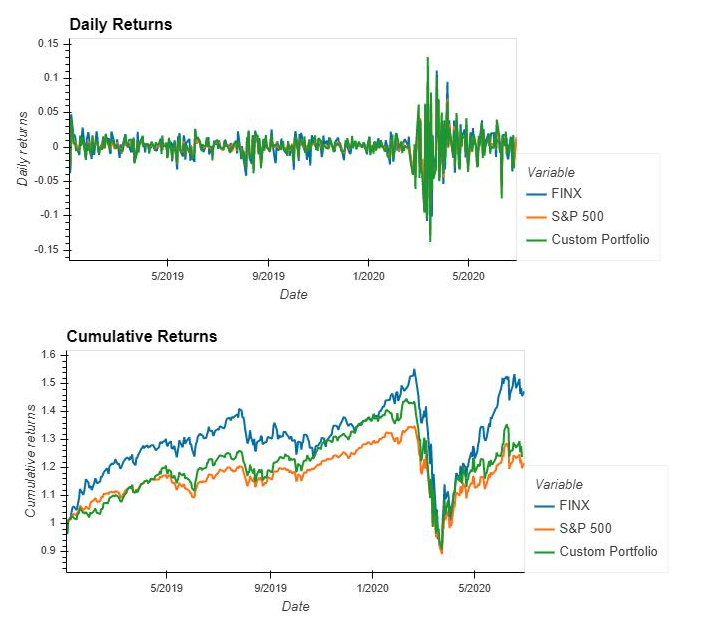 Daily Returns
0.15
0.1
0.05
0
-0.05
-0.1
-0.15
Daily returns
5/2019
9/2019
1/2020
5/2020
Date
Variable
FINX
S&P 500
Custom Portfolio
Cumulative Returns
1.6
1.5
1.4
1.3
1.2
1.1
1
0.9
Cumulative returns
5/2019
9/2019
1/2020
5/2020
Date
Variable
FINX
S&P 500
Custom Portfolio